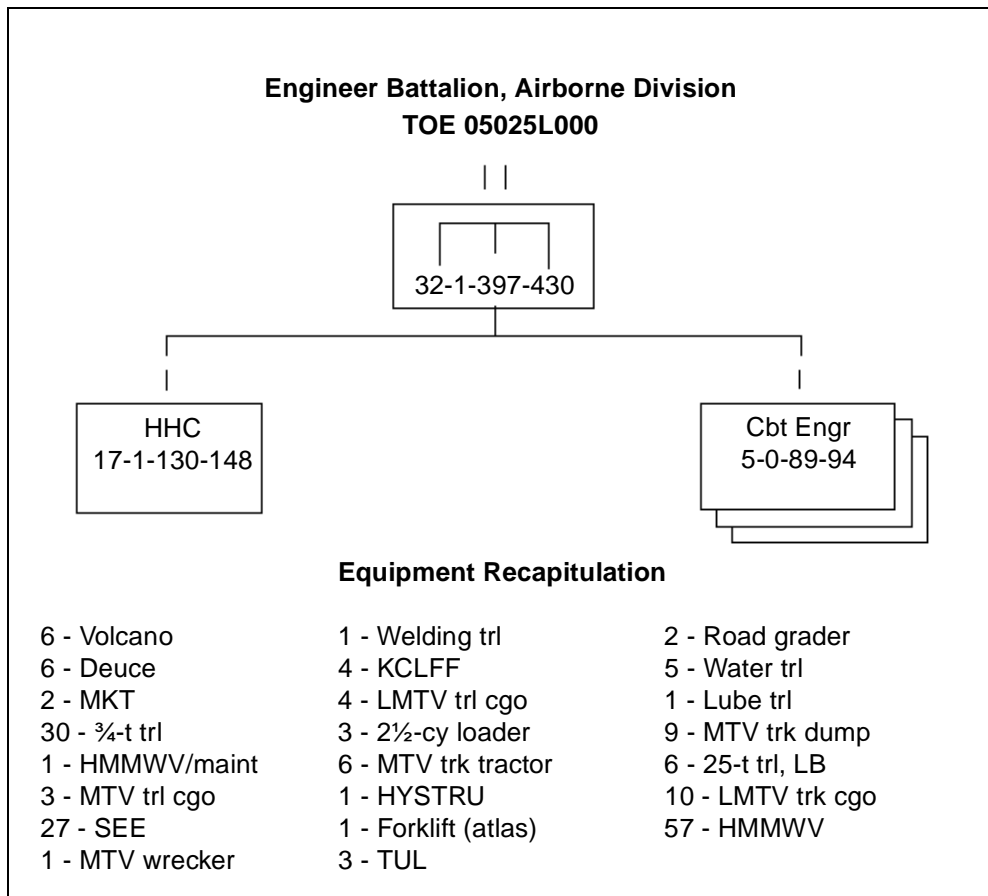 Engineer Battalion, Airborne Division
TOE 05025L000
32-1-397-430
HHC
17-1-130-148
Cbt Engr
5-0-89-94
Equipment Recapitulation
6 - Volcano
6 - Deuce
2 - MKT
30 - ¾-t trl
1 - HMMWV/maint
3 - MTV trl cgo
27 - SEE
1 - MTV wrecker
1 - Welding trl
4 - KCLFF
4 - LMTV trl cgo
3 - 2½-cy loader
6 - MTV trk tractor
1 - HYSTRU
1 - Forklift (atlas)
3 - TUL
2 - Road grader
5 - Water trl
1 - Lube trl
9 - MTV trk dump
6 - 25-t trl, LB
10 - LMTV trk cgo
57 - HMMWV